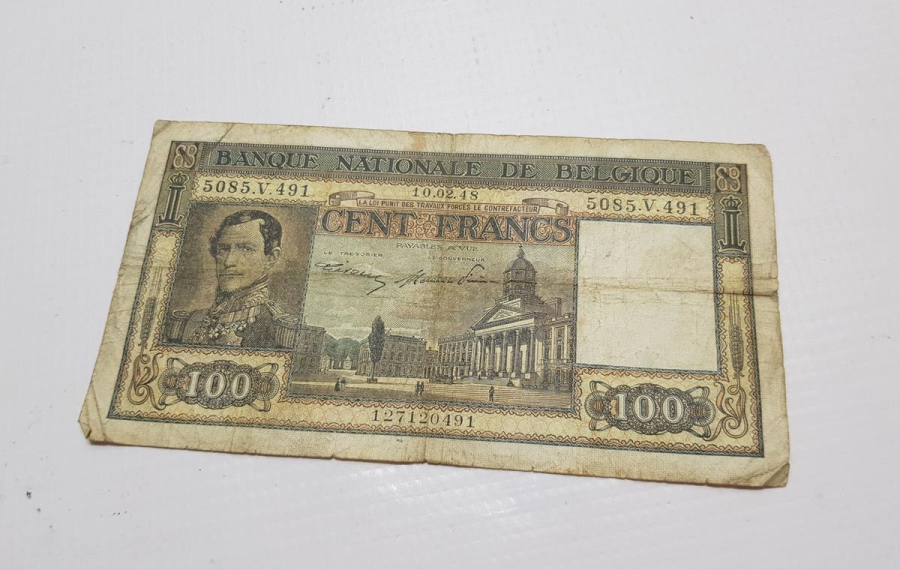 BANQUE NATIONALE DE BELGIQUE
5085.V.491 10.02.48 5085.V.491
LA LOI PUNIT DES TRAVAUX FORCÉS LE CONTREFACTEUR
CENT FRANCS
PAYABLES À VUE
LE TRÉSORIER LE GOUVERNEUR
100 100
127120491